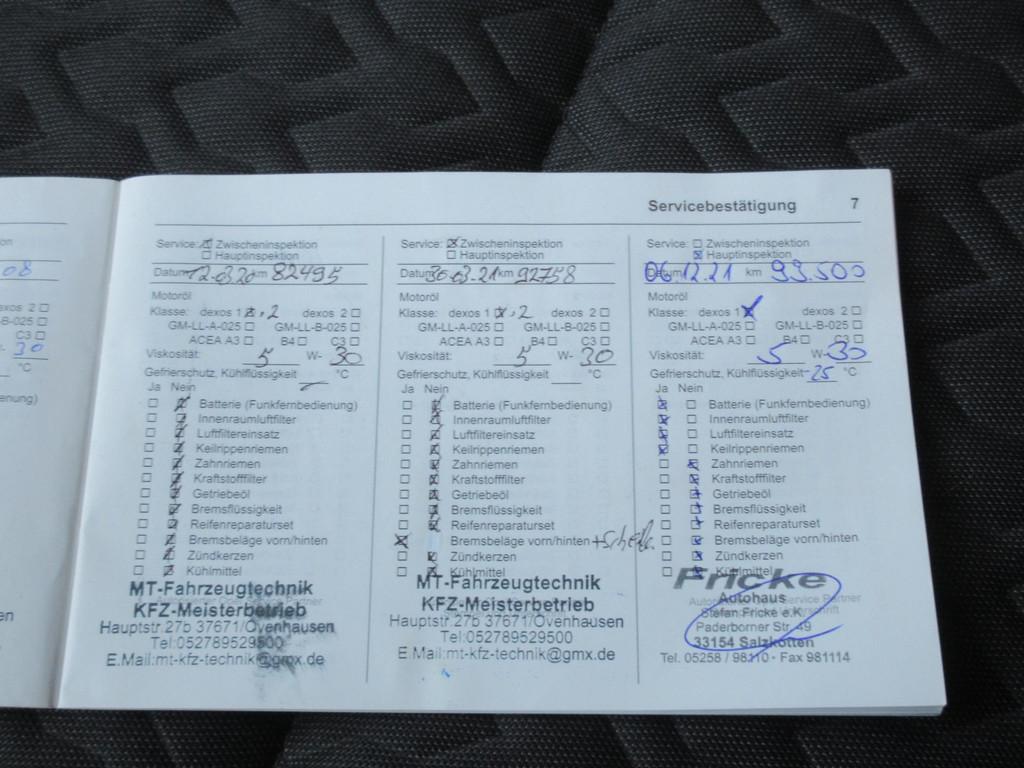 Servicebestätigung 7
08
30
°C
Service: Zwischeninspektion
Hauptinspektion
Datum 12.03.20 km 82495
Motoröl
Klasse: dexos 1 , 2 dexos 2
GM-LL-A-025 GM-LL-B-025
ACEA A3 B4 C3
Viskosität: 5 W- 30
Gefrierschutz, Kühlflüssigkeit °C
Ja Nein
Batterie (Funkfernbedienung)
Innenraumluftfilter
Luftfiltereinsatz
Keilrippenriemen
Zahnriemen
Kraftstofffilter
Getriebeöl
Bremsflüssigkeit
Reifenreparaturset
Bremsbeläge vorn/hinten
Zündkerzen
Kühlmittel
MT-Fahrzeugtechnik
KFZ-Meisterbetrieb
Hauptstr. 27b 37671/Ovenhausen
Tel:052789529500
E.Mail:mt-kfz-technik@gmx.de
Service: Zwischeninspektion
Hauptinspektion
Datum 30.03.21 km 92758
Motoröl
Klasse: dexos 1 , 2 dexos 2
GM-LL-A-025 GM-LL-B-025
ACEA A3 B4 C3
Viskosität: 5 W- 30
Gefrierschutz, Kühlflüssigkeit °C
Ja Nein
Batterie (Funkfernbedienung)
Innenraumluftfilter
Luftfiltereinsatz
Keilrippenriemen
Zahnriemen
Kraftstofffilter
Getriebeöl
Bremsflüssigkeit
Reifenreparaturset
Bremsbeläge vorn/hinten
Zündkerzen
Kühlmittel
MT-Fahrzeugtechnik
KFZ-Meisterbetrieb
Hauptstr. 27b 37671/Ovenhausen
Tel:052789529500
E.Mail:mt-kfz-technik@gmx.de
Service: Zwischeninspektion
Hauptinspektion
Datum 06.12.21 km 99.500
Motoröl
Klasse: dexos 1 dexos 2
GM-LL-A-025 GM-LL-B-025
ACEA A3 B4 C3
Viskosität: 5 W- 30
Gefrierschutz, Kühlflüssigkeit -25 °C
Ja Nein
Batterie (Funkfernbedienung)
Innenraumluftfilter
Luftfiltereinsatz
Keilrippenriemen
Zahnriemen
Kraftstofffilter
Getriebeöl
Bremsflüssigkeit
Reifenreparaturset
Bremsbeläge vorn/hinten
Zündkerzen
Kühlmittel
Fricke
Autohaus
Stefan Fricke e.K.
Paderborner Str. 49
33154 Salzkotten
Tel. 05258 / 98110 - Fax 981114